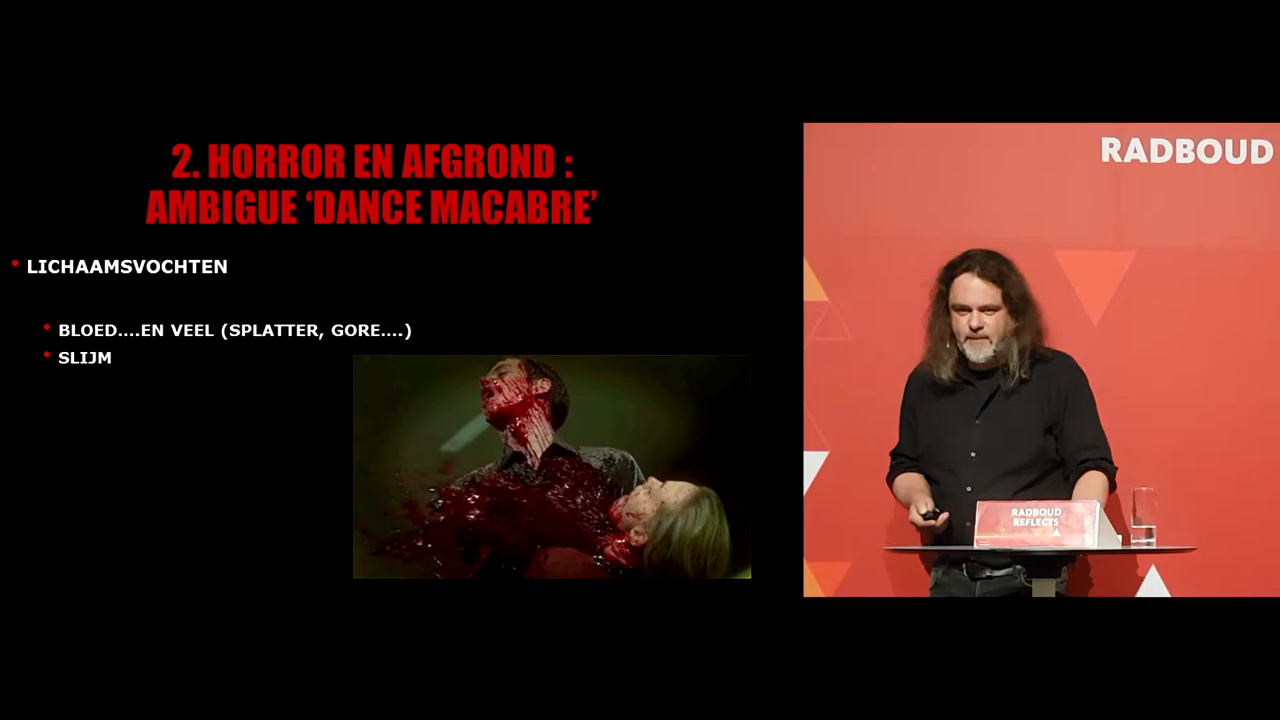 2. HORROR EN AFGROND :
AMBIGUE ‘DANCE MACABRE’
• LICHAAMSVOCHTEN
• BLOED....EN VEEL (SPLATTER, GORE....)
• SLIJM
RADBOUD
RADBOUD
REFLECTS